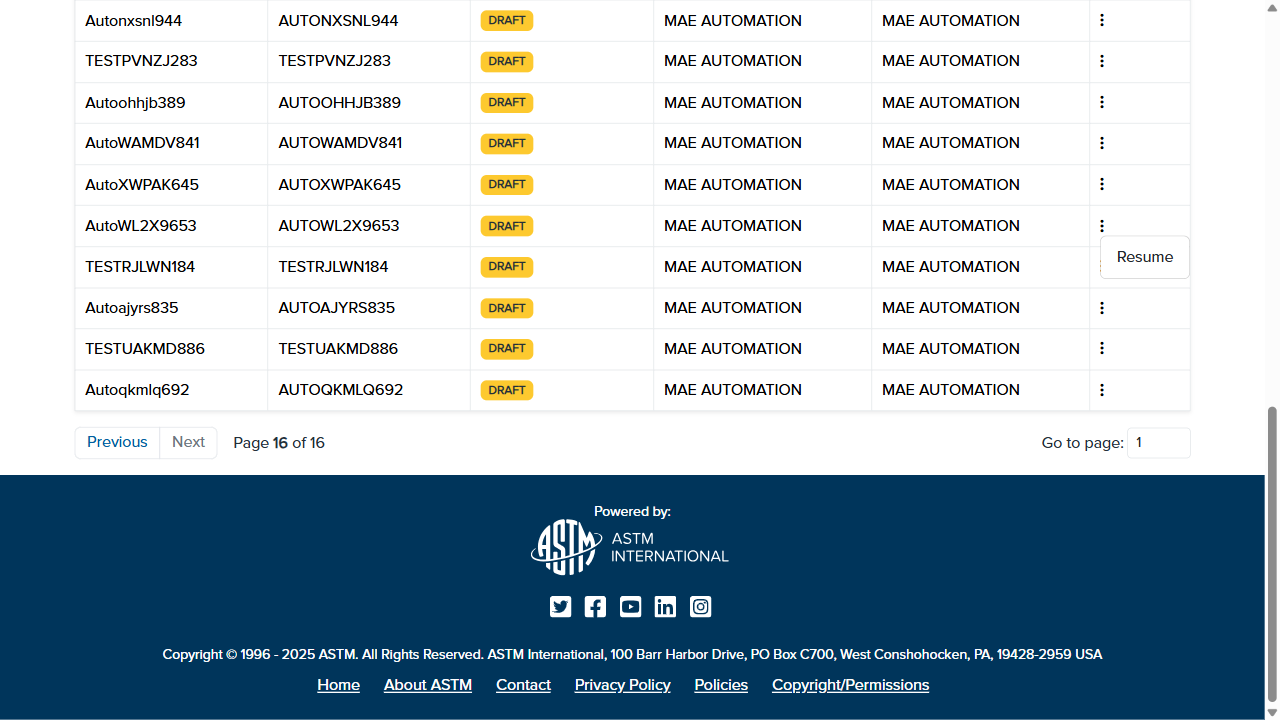 Autonxsnl944 AUTONXSNL944 DRAFT MAE AUTOMATION MAE AUTOMATION
TESTPVNZJ283 TESTPVNZJ283 DRAFT MAE AUTOMATION MAE AUTOMATION
Autoohhjb389 AUTOOHHJB389 DRAFT MAE AUTOMATION MAE AUTOMATION
AutoWAMDV841 AUTOWAMDV841 DRAFT MAE AUTOMATION MAE AUTOMATION
AutoXWPAK645 AUTOXWPAK645 DRAFT MAE AUTOMATION MAE AUTOMATION
AutoWL2X9653 AUTOWL2X9653 DRAFT MAE AUTOMATION MAE AUTOMATION
Resume
TESTRJLWN184 TESTRJLWN184 DRAFT MAE AUTOMATION MAE AUTOMATION
Autoajyrs835 AUTOAJYRS835 DRAFT MAE AUTOMATION MAE AUTOMATION
TESTUAKMD886 TESTUAKMD886 DRAFT MAE AUTOMATION MAE AUTOMATION
Autoqkmlq692 AUTOQKMLQ692 DRAFT MAE AUTOMATION MAE AUTOMATION
Previous Next Page 16 of 16 Go to page: 1
Powered by:
ASTM ASTM
INTERNATIONAL
Copyright © 1996 - 2025 ASTM. All Rights Reserved. ASTM International, 100 Barr Harbor Drive, PO Box C700, West Conshohocken, PA, 19428-2959 USA
Home About ASTM Contact Privacy Policy Policies Copyright/Permissions